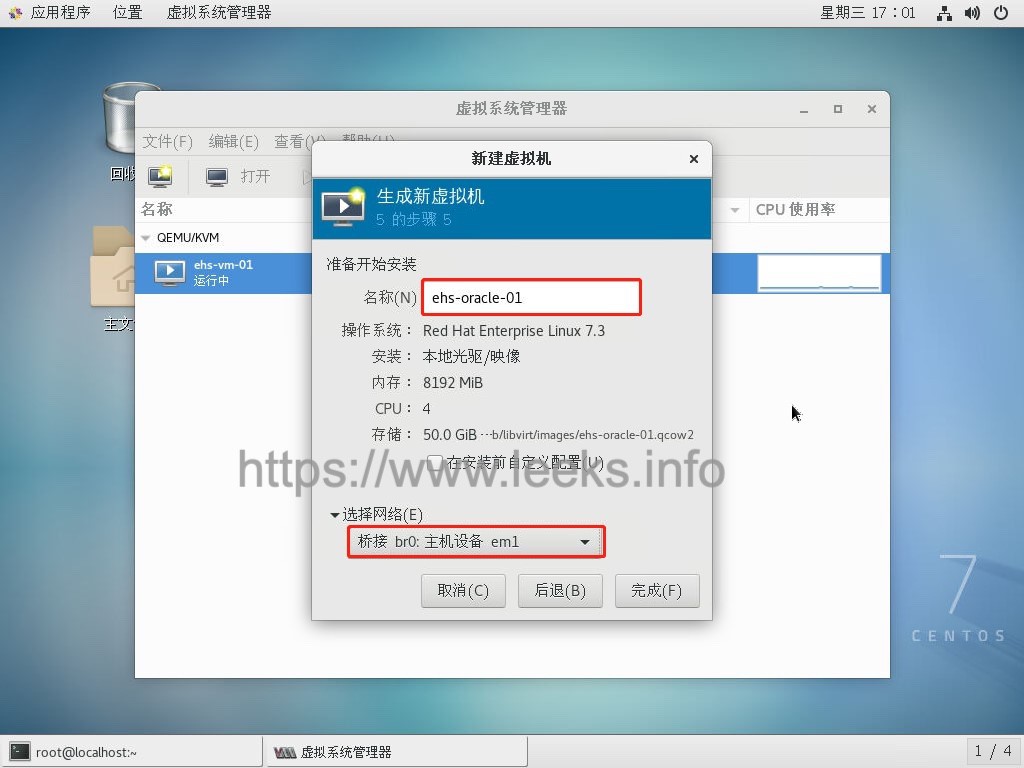 应用程序 位置 虚拟系统管理器 星期三 17：01
虚拟系统管理器
文件(F) 编辑(E) 查看(V) 帮助(H)
新建虚拟机
回收
打开
生成新虚拟机
5 的步骤 5
名称 CPU 使用率
QEMU/KVM
ehs-vm-01
运行中
主文
准备开始安装
名称(N) ehs-oracle-01
操作系统： Red Hat Enterprise Linux 7.3
安装： 本地光驱/映像
内存： 8192 MiB
CPU： 4
存储： 50.0 GiB ···b/libvirt/images/ehs-oracle-01.qcow2
在安装前自定义配置(U)
https://www.leeks.info
选择网络(E)
桥接 br0: 主机设备 em1
取消(C) 后退(B) 完成(F)
7
CENTOS
root@localhost:~ 虚拟系统管理器 1 / 4